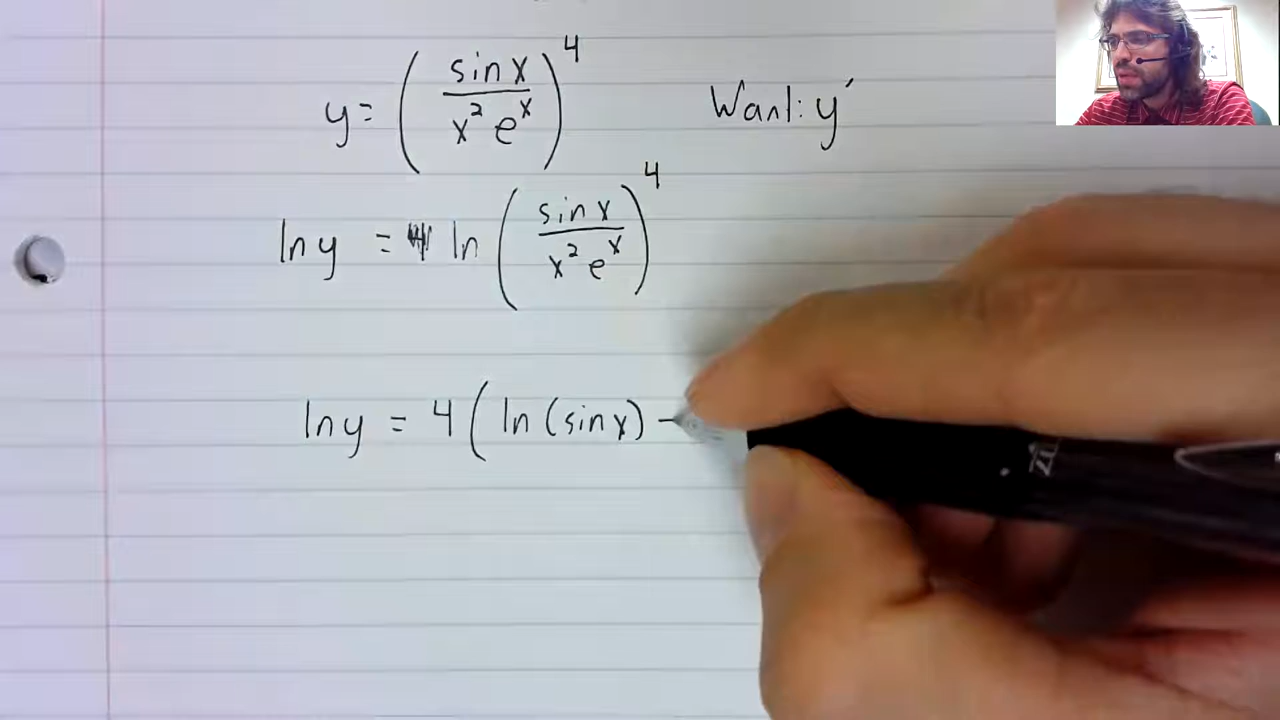 y = ( sin x / x² eˣ )⁴ Want: y′
ln y = ln ( sin x / x² eˣ )⁴
ln y = 4 ( ln (sin x) −